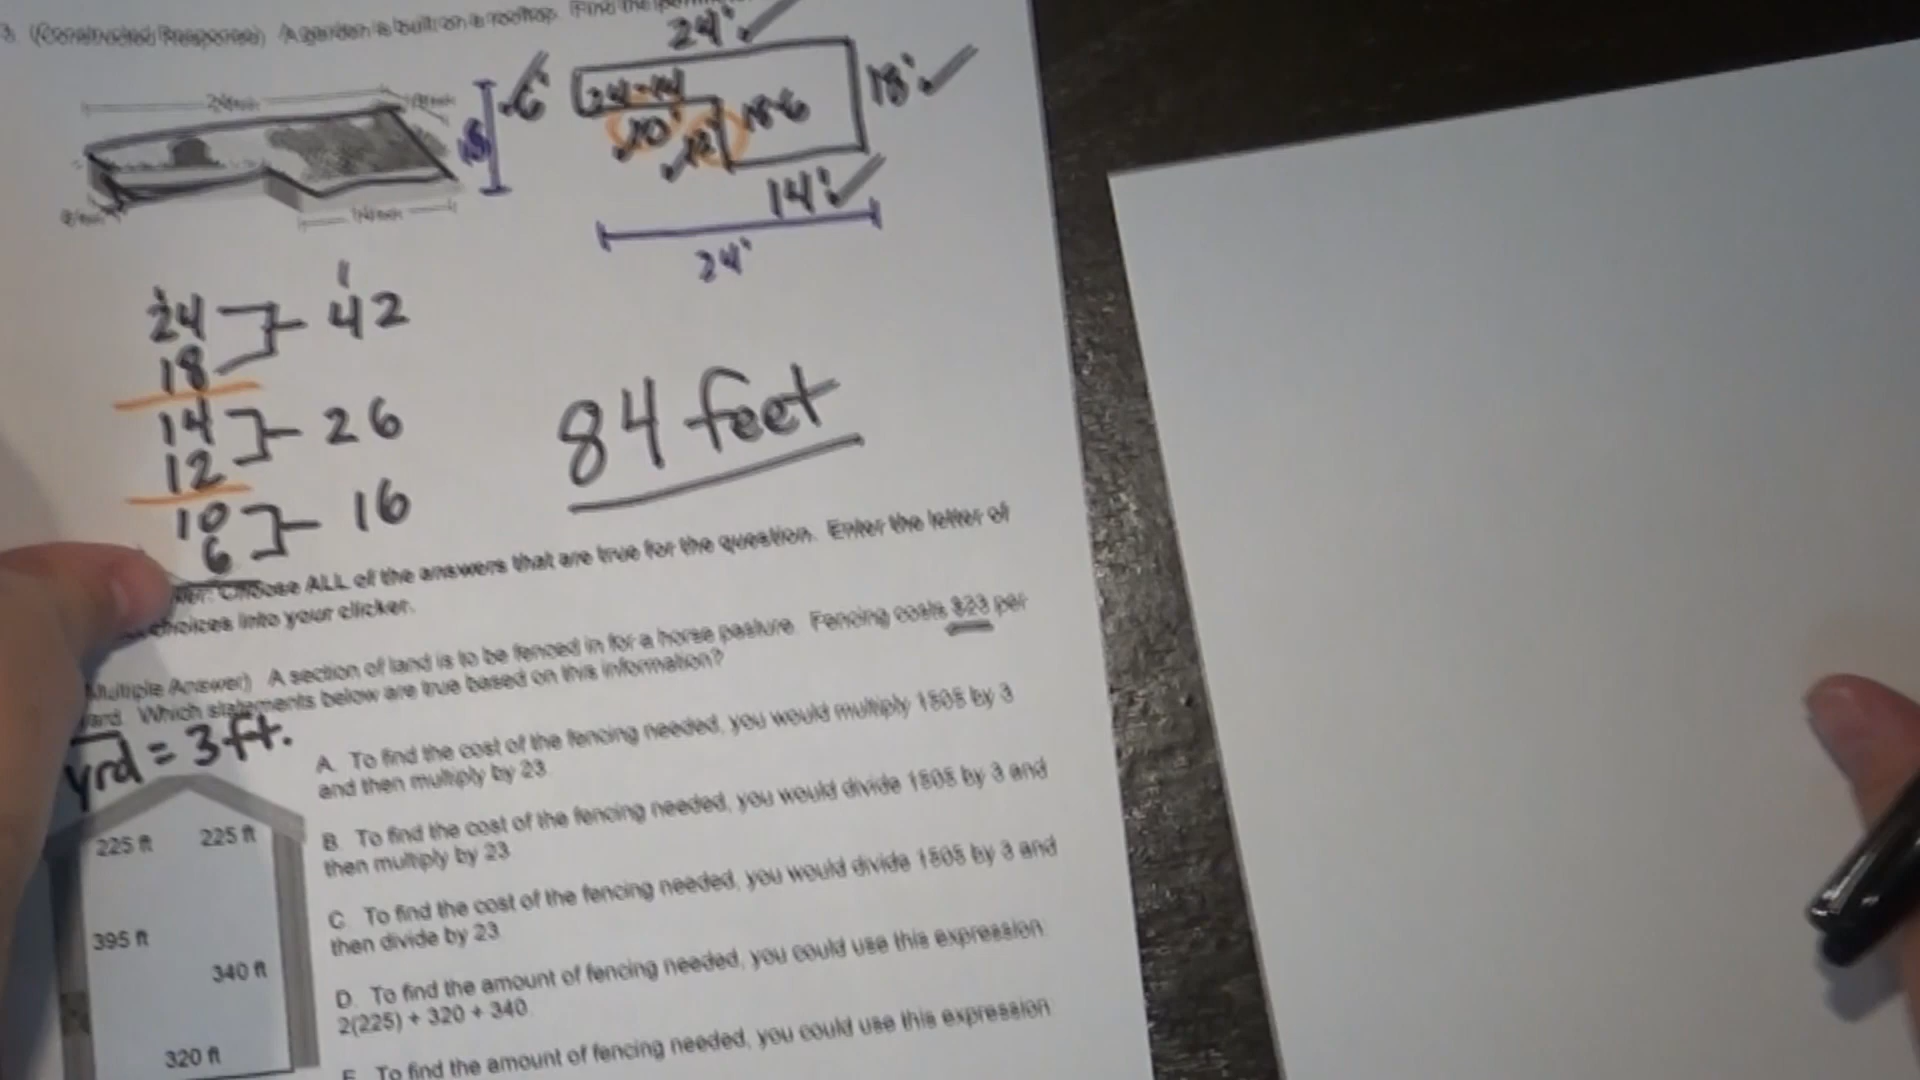 3. (Constructed Response) A garden is built on a rooftop. Find the
24' ✓
6'
24-14
18-6
18' ✓
10'
12'
18
14' ✓
24'
24
18
42
14
12
26
10
6
16
84 feet
Choose ALL of the answers that are true for the question. Enter the letter of
choices into your clicker.
Multiple Answer) A section of land is to be fenced in for a horse pasture. Fencing costs $23 per
yard. Which statements below are true based on this information?
yrd = 3 ft.
A. To find the cost of the fencing needed, you would multiply 1505 by 3
and then multiply by 23
B. To find the cost of the fencing needed, you would divide 1505 by 3 and
then multiply by 23
C. To find the cost of the fencing needed, you would divide 1505 by 3 and
then divide by 23
D. To find the amount of fencing needed, you could use this expression
2(225) + 320 + 340
E. To find the amount of fencing needed, you could use this expression
225 ft
225 ft
395 ft
340 ft
320 ft